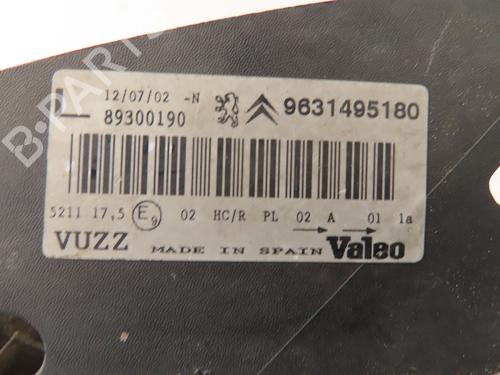 L 12/07/02 -N 9631495180
89300190
5211 17,5 E9 02 HC/R PL 02 A 01 1a
VUZZ MADE IN SPAIN Valeo
B-PARTS